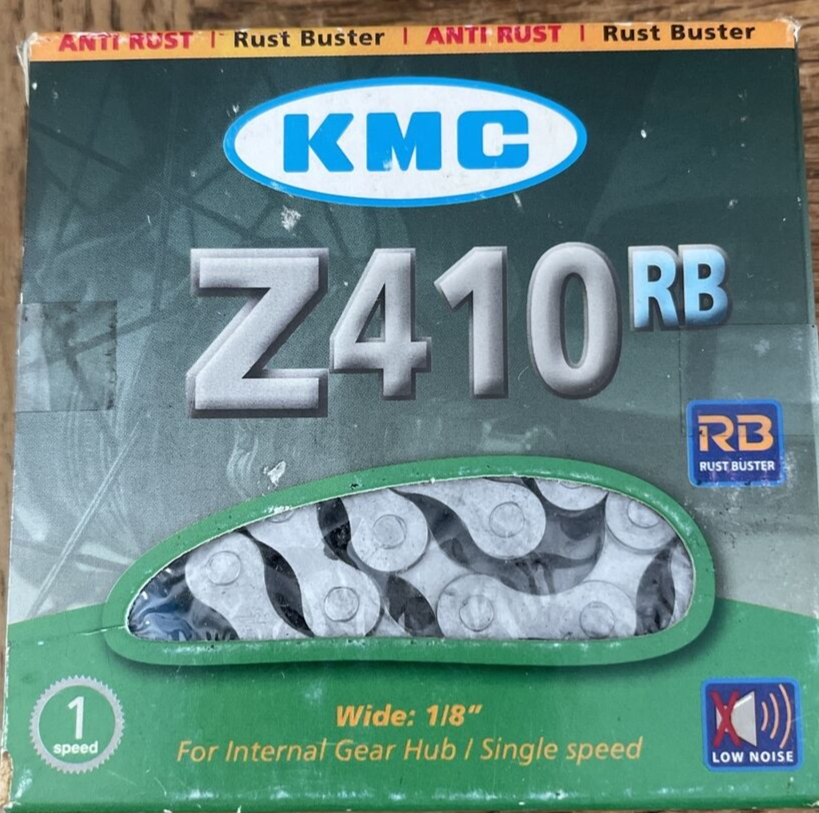 ANTI RUST | Rust Buster | ANTI RUST | Rust Buster
KMC
Z410RB
RB
RUST BUSTER
1
speed
Wide: 1/8"
For Internal Gear Hub / Single speed
LOW NOISE